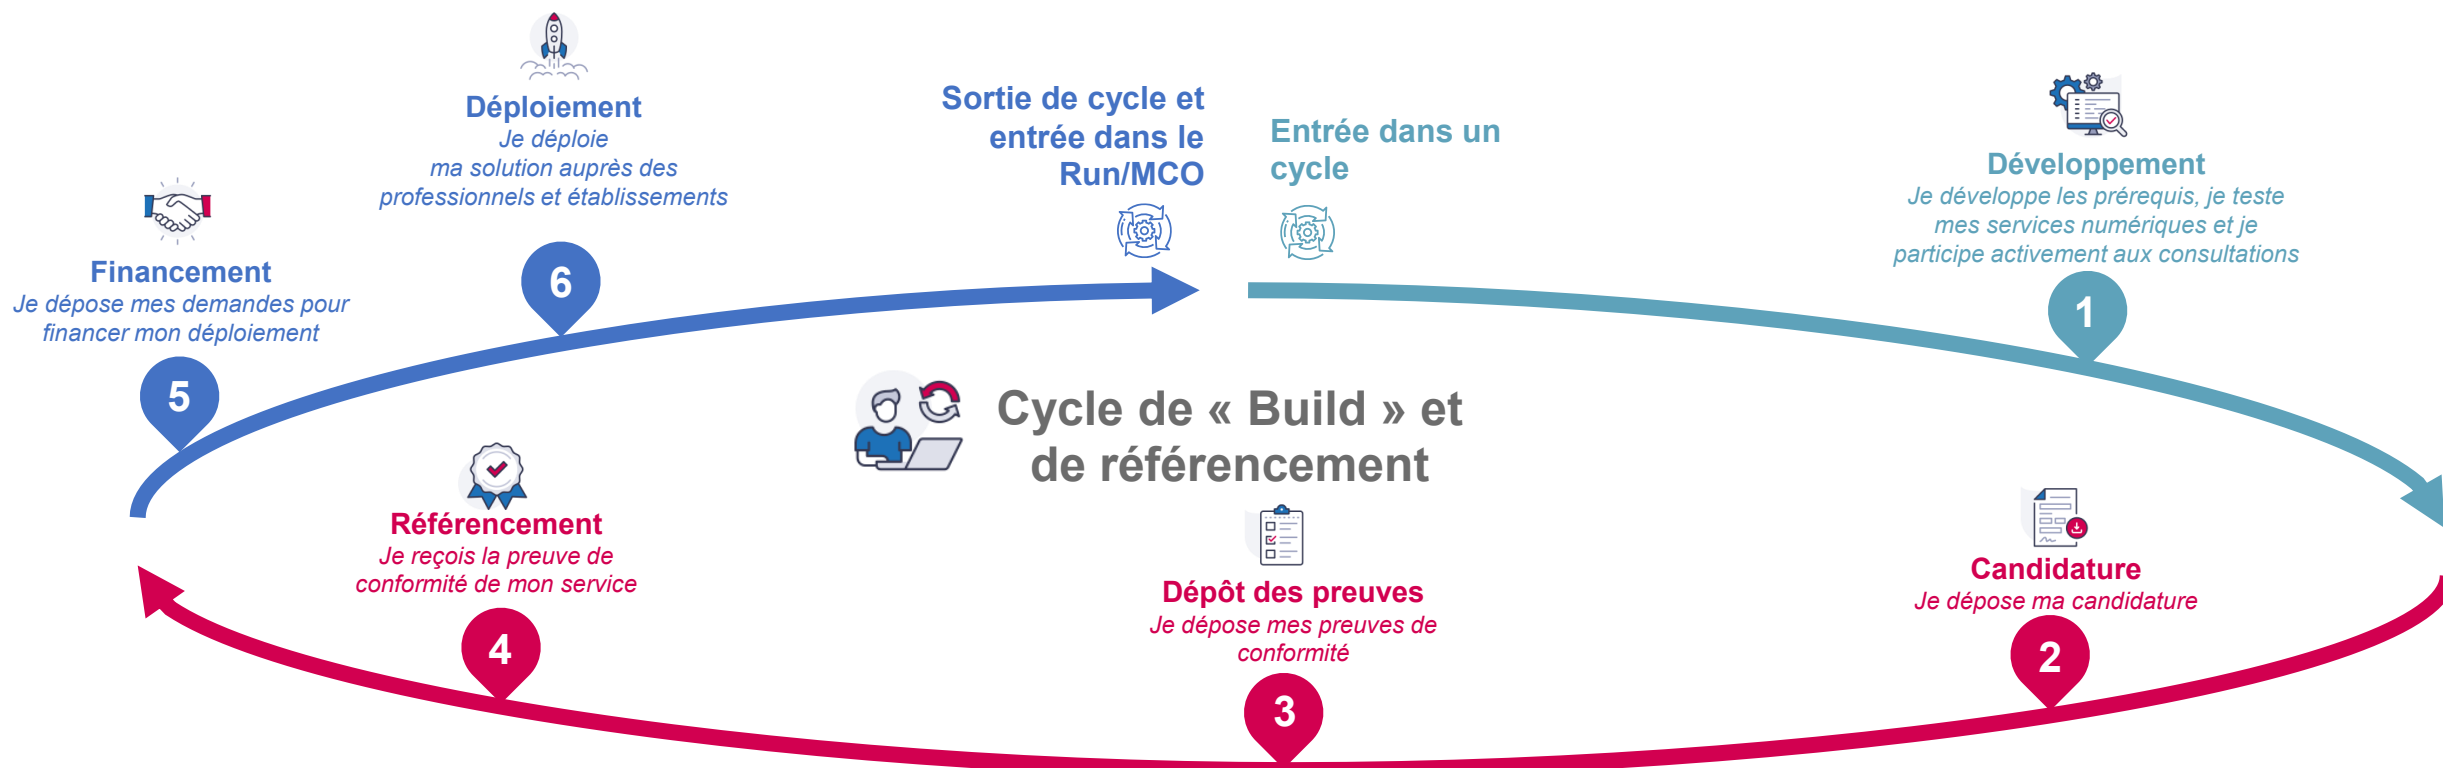 Déploiement
Je déploie
ma solution auprès des
professionnels et établissements
Sortie de cycle et
entrée dans le
Run/MCO
Entrée dans un
cycle
Développement
Je développe les prérequis, je teste
mes services numériques et je
participe activement aux consultations
Financement
Je dépose mes demandes pour
financer mon déploiement
6
1
5
Cycle de « Build » et
de référencement
Référencement
Je reçois la preuve de
conformité de mon service
4
Dépôt des preuves
Je dépose mes preuves de
conformité
3
Candidature
Je dépose ma candidature
2